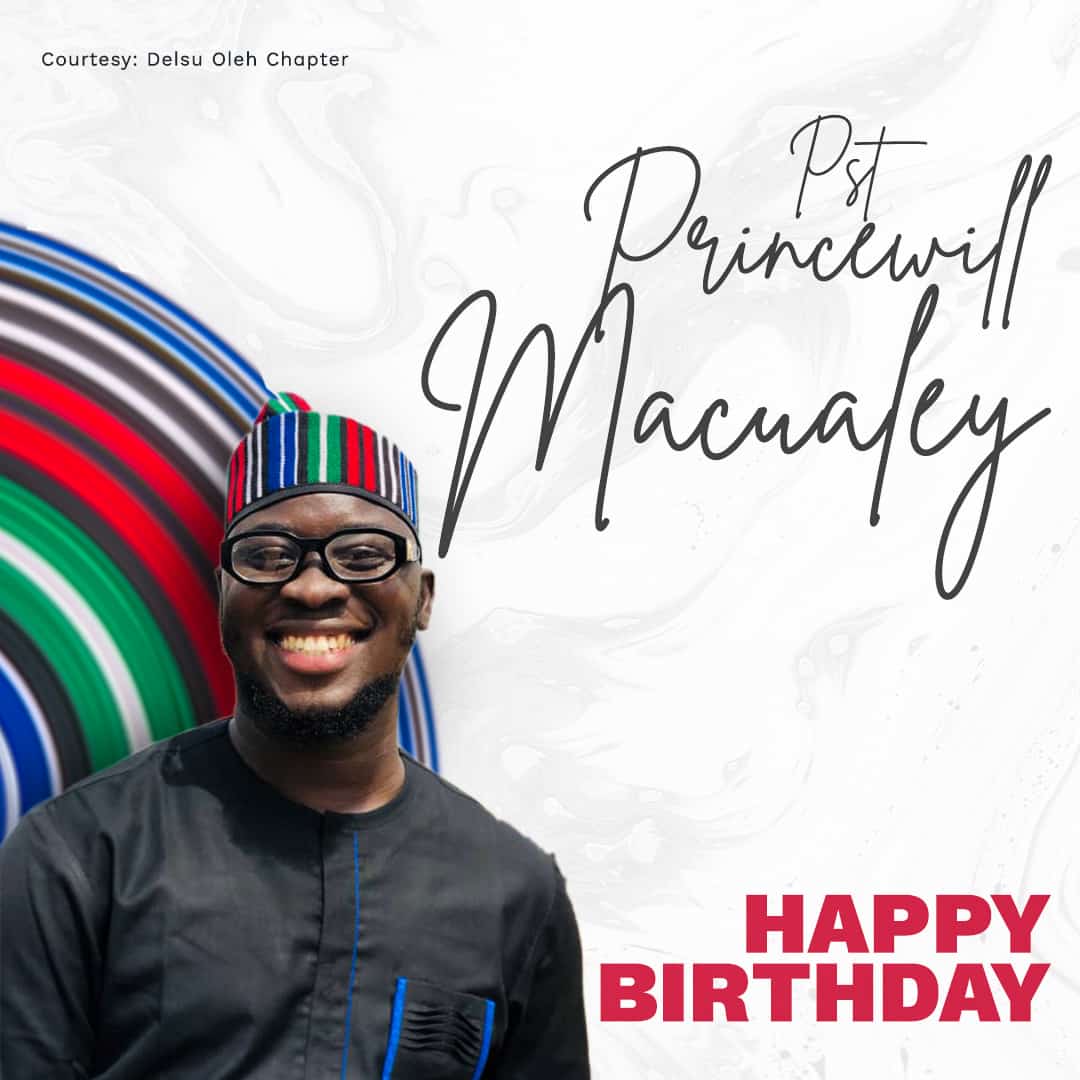 Courtesy: Delsu Oleh Chapter
Pst
Princewill
Macualey
HAPPY
BIRTHDAY